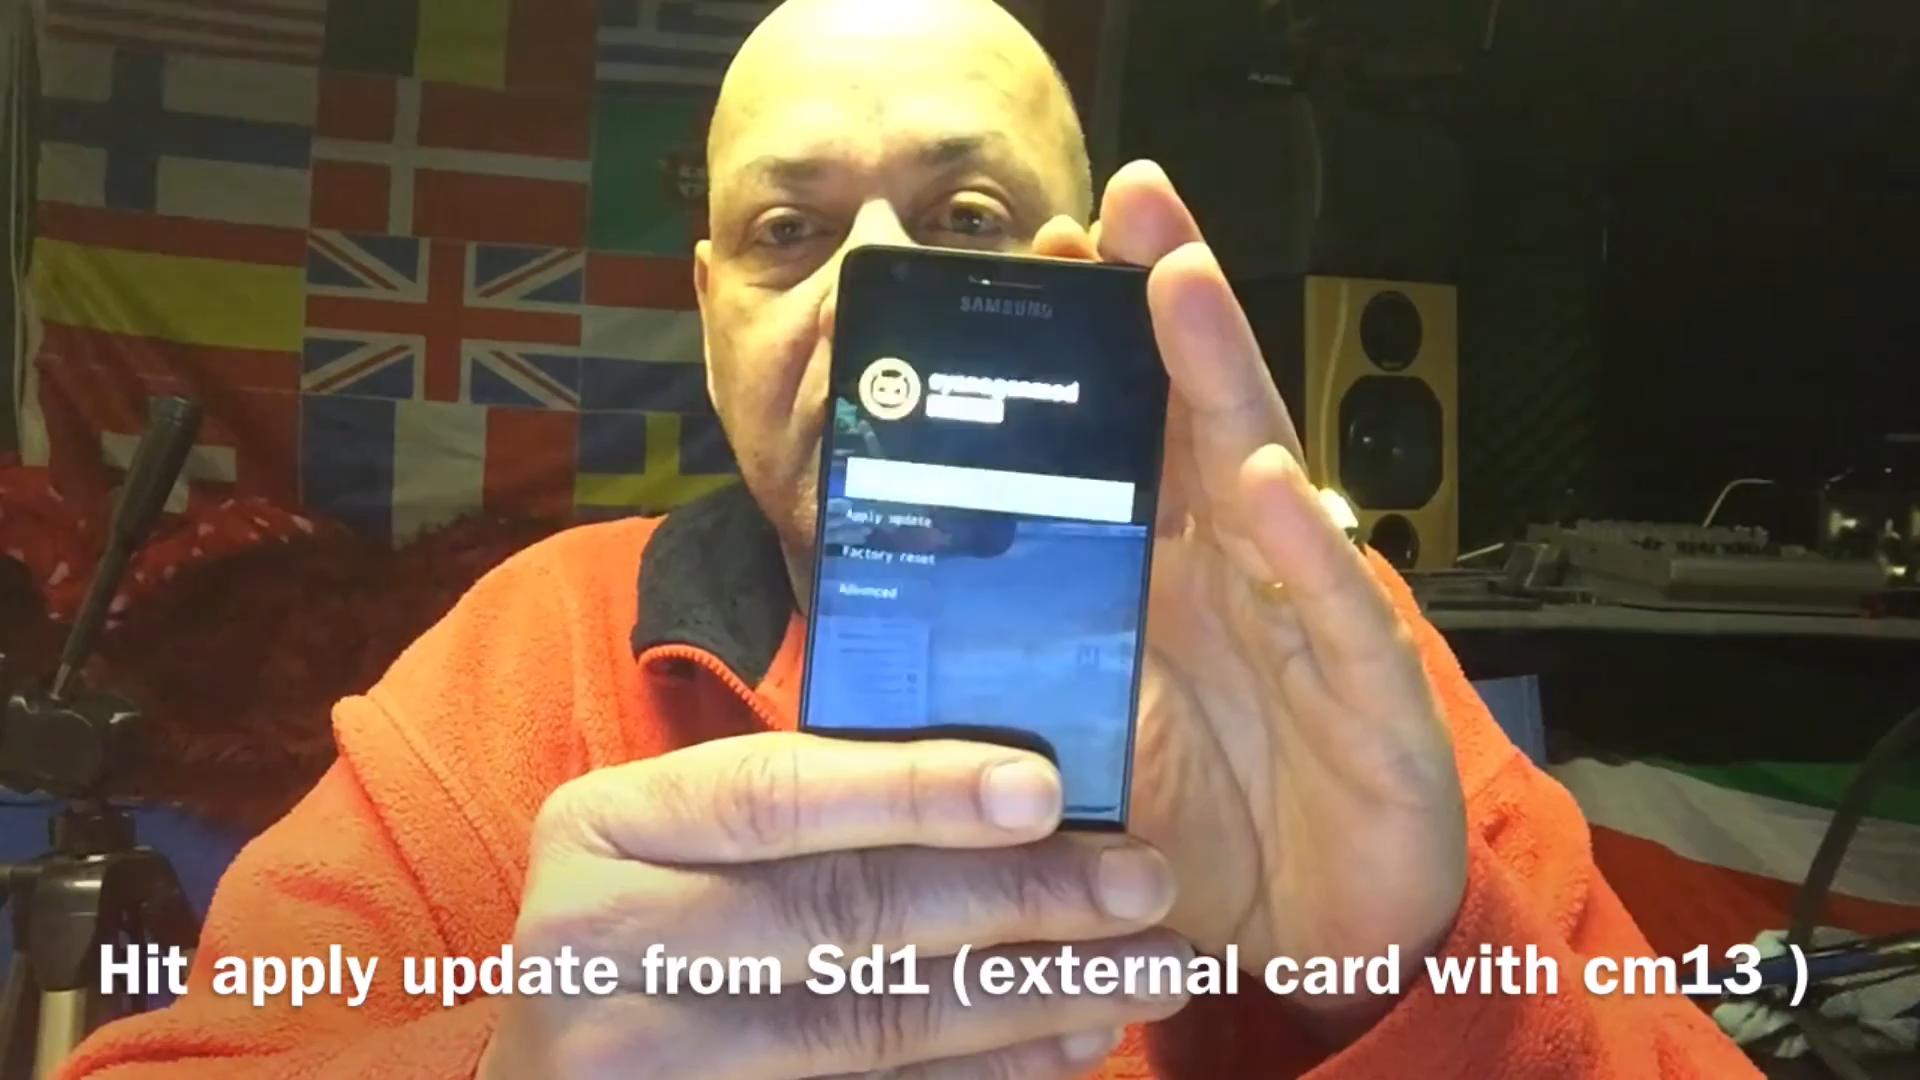 SAMSUNG
cyanogenmod
Apply update
Factory reset
Advanced
Hit apply update from Sd1 (external card with cm13 )